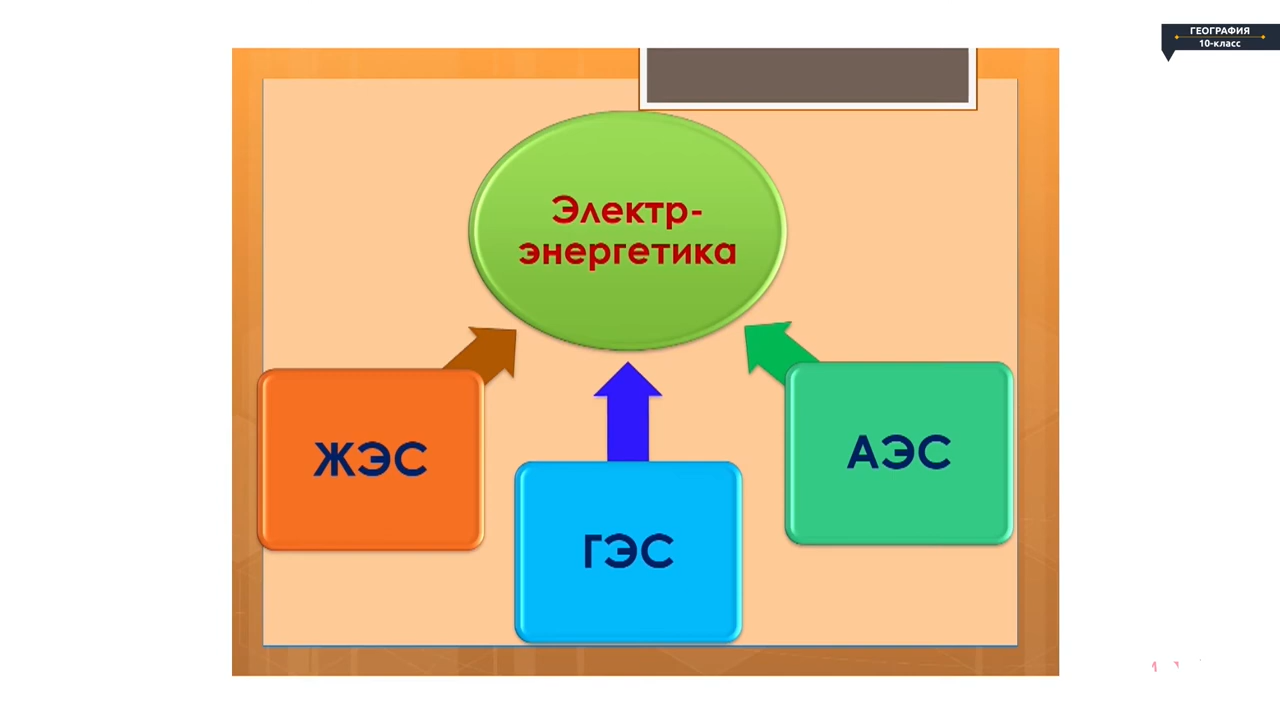 ГЕОГРАФИЯ
10-класс
Электр-
энергетика
ЖЭС
АЭС
ГЭС